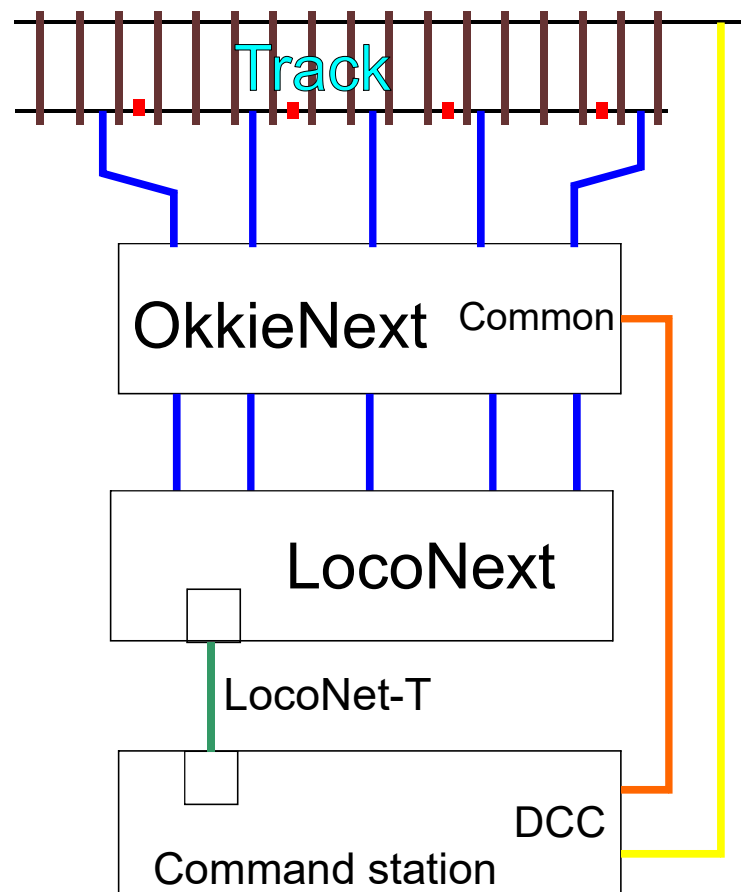 Track
OkkieNext
Common
LocoNext
LocoNet-T
DCC
Command station